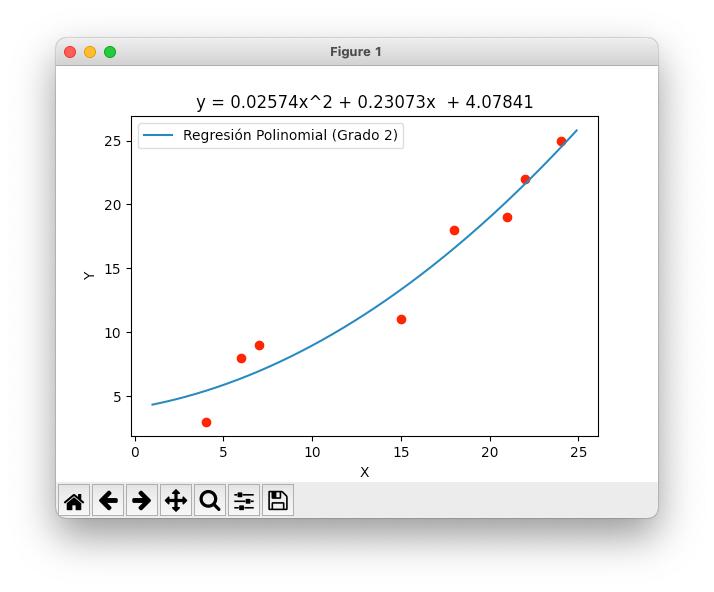 Figure 1
y = 0.02574x^2 + 0.23073x  + 4.07841
Regresión Polinomial (Grado 2)
25
20
15
10
5
Y
0 5 10 15 20 25
X